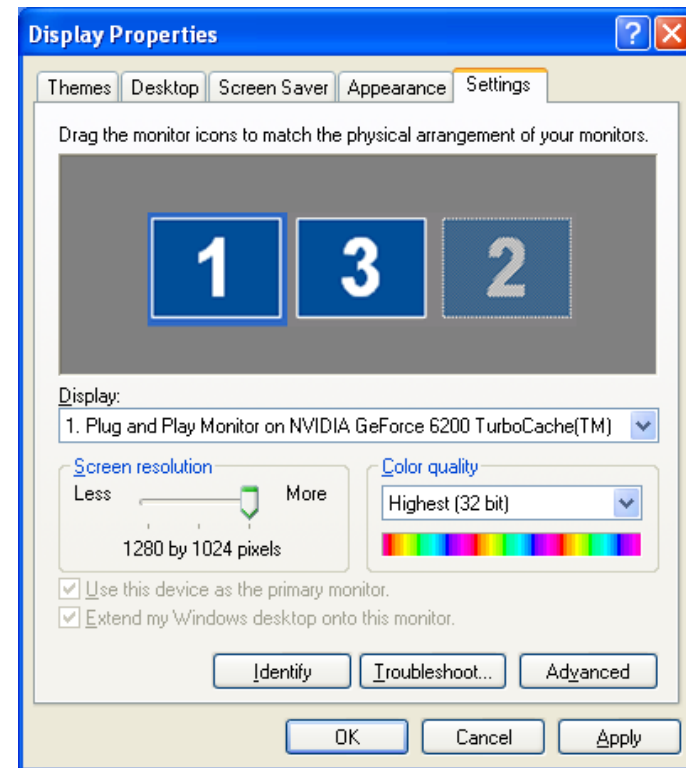 Display Properties
Themes Desktop Screen Saver Appearance Settings
Drag the monitor icons to match the physical arrangement of your monitors.
1 3 2
Display:
1. Plug and Play Monitor on NVIDIA GeForce 6200 TurboCache(TM)
Screen resolution
Less More
1280 by 1024 pixels
Color quality
Highest (32 bit)
Use this device as the primary monitor.
Extend my Windows desktop onto this monitor.
Identify Troubleshoot... Advanced
OK Cancel Apply